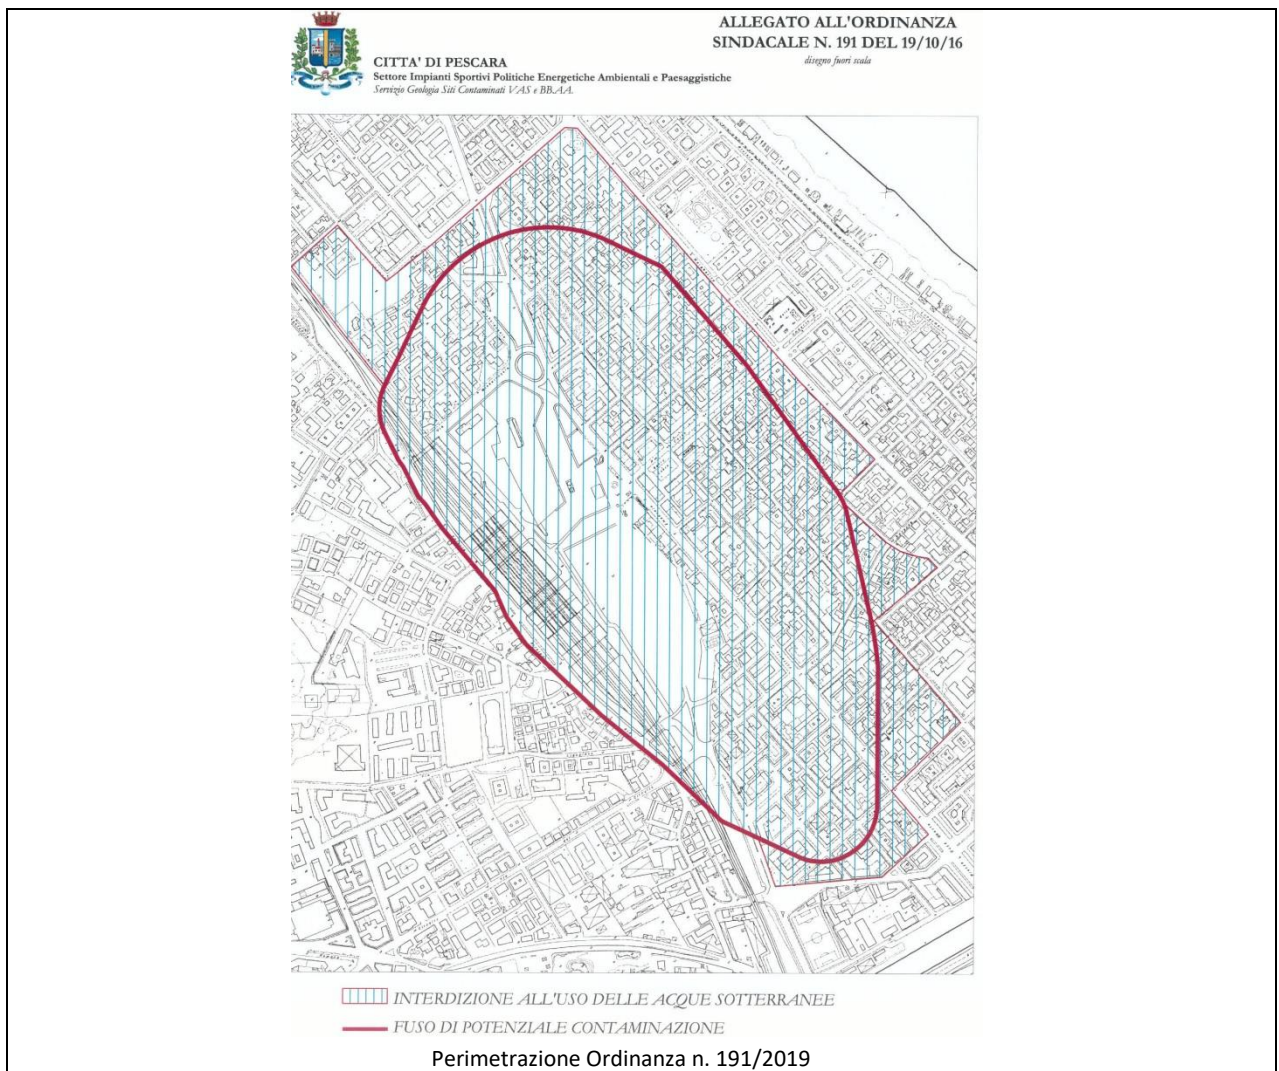 ALLEGATO ALL'ORDINANZA
SINDACALE N. 191 DEL 19/10/16
disegno fuori scala
CITTA' DI PESCARA
Settore Impianti Sportivi Politiche Energetiche Ambientali e Paesaggistiche
Servizio Geologia Siti Contaminati VAS e BB.AA.
INTERDIZIONE ALL'USO DELLE ACQUE SOTTERRANEE
FUSO DI POTENZIALE CONTAMINAZIONE
Perimetrazione Ordinanza n. 191/2019